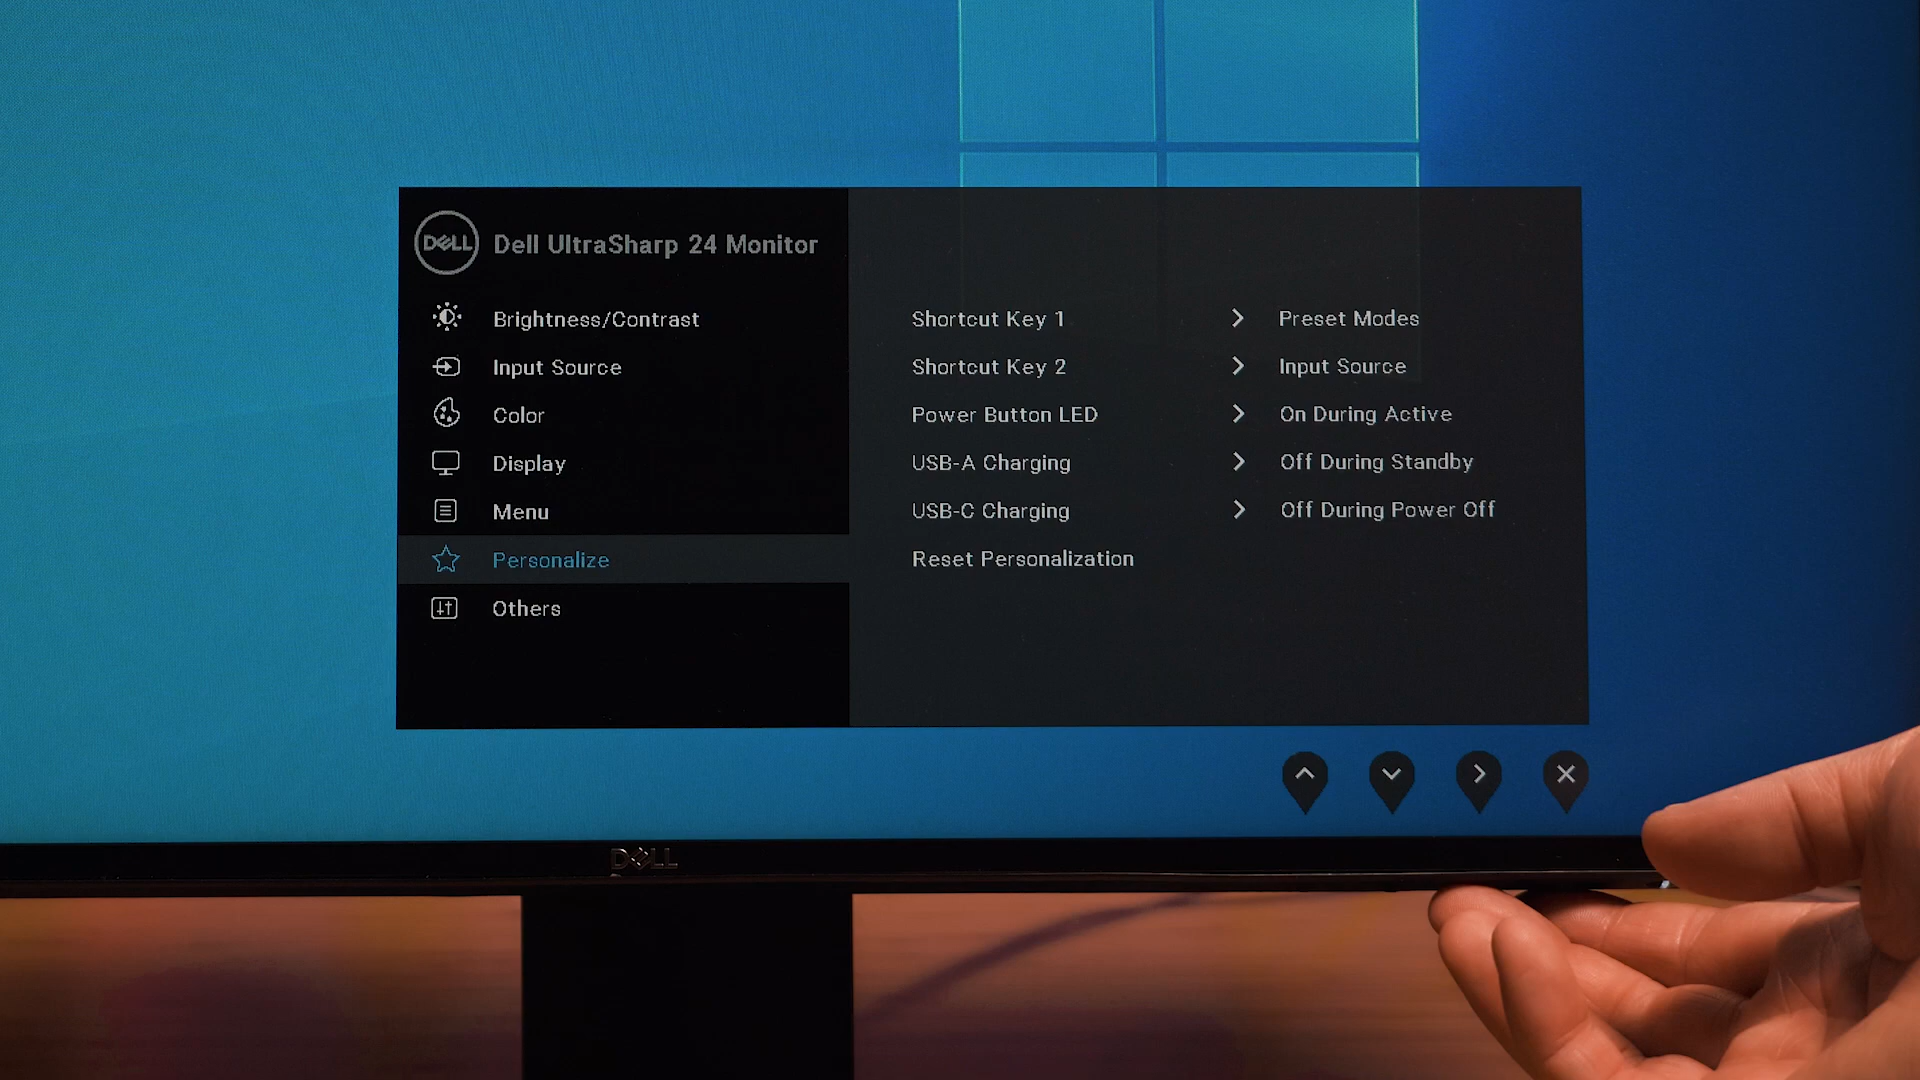 DELL Dell UltraSharp 24 Monitor
Brightness/Contrast
Input Source
Color
Display
Menu
Personalize
Others
Shortcut Key 1 > Preset Modes
Shortcut Key 2 > Input Source
Power Button LED > On During Active
USB-A Charging > Off During Standby
USB-C Charging > Off During Power Off
Reset Personalization
DELL